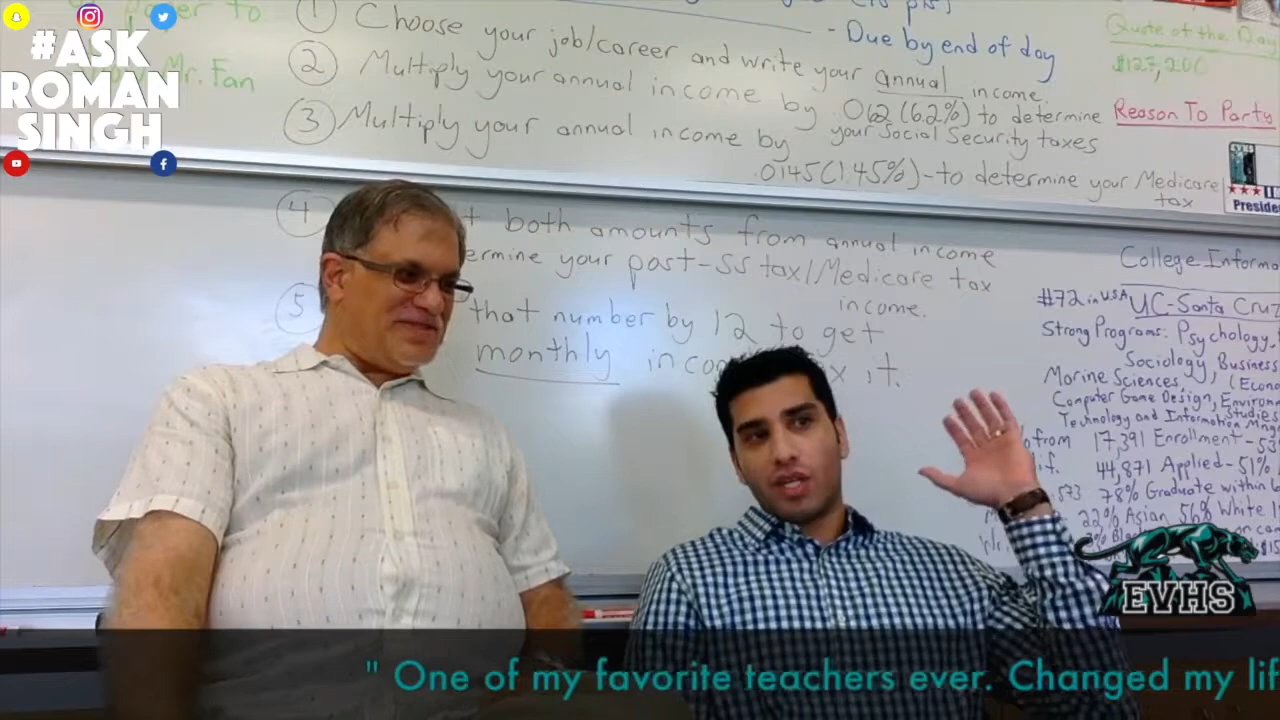 #ASK
ROMAN
SINGH
Mr. Fan
- Due by end of day
1 Choose your job/career and write your annual income.
2 Multiply your annual income by .062 (6.2%) to determine
your Social Security taxes
3 Multiply your annual income by
.0145 (1.45%) - to determine your Medicare
tax
4 both amounts from annual income
your post-SS tax/Medicare tax
income.
5 that number by 12 to get
monthly it.
Quote of the Day
$127,200
Reason To Party
EVHS
College
#72 in USA UC-Santa Cruz
Strong Programs: Psychology,
Sociology, Business
Marine Sciences, (Econ
Computer Game Design,
Technology and Information
from 17,391 Enrollment - 53
if. 44,871 Applied - 51%
.573 78% Graduate within 6
22% Asian 56% White
EVHS
" One of my favorite teachers ever. Changed my lif